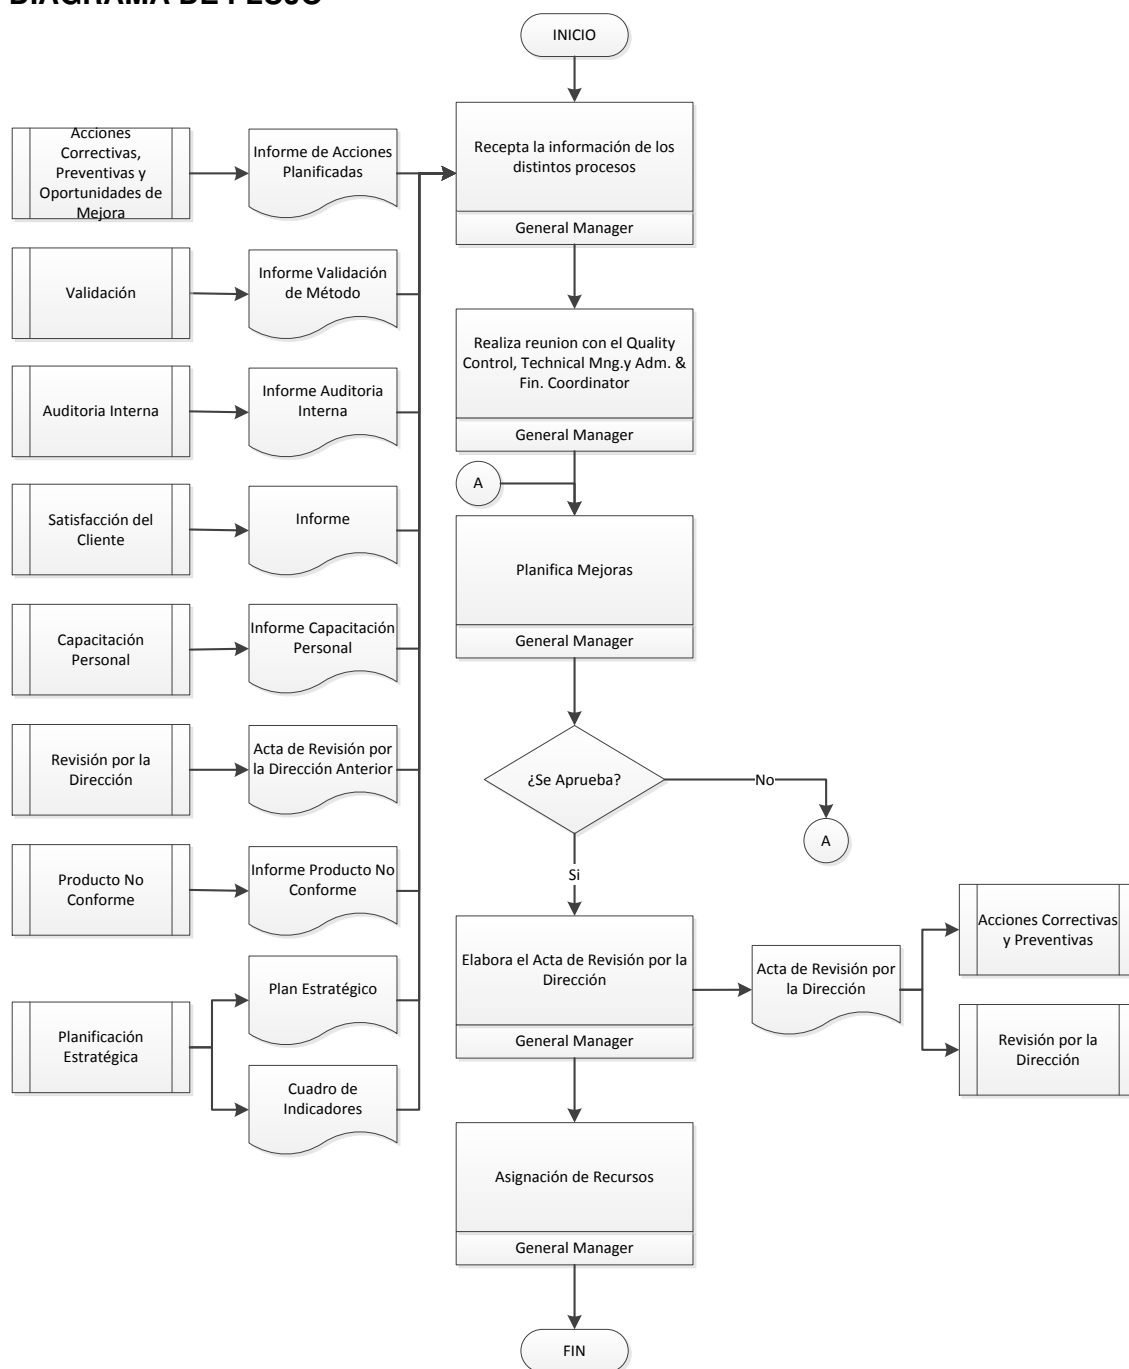 DIAGRAMA DE FLUJO
INICIO
Recepta la información de los
distintos procesos
General Manager
Acciones
Correctivas,
Preventivas y
Oportunidades de
Mejora
Informe de Acciones
Planificadas
Validación
Informe Validación
de Método
Realiza reunion con el Quality
Control, Technical Mng.y Adm. &
Fin. Coordinator
General Manager
Auditoria Interna
Informe Auditoria
Interna
A
Satisfacción del
Cliente
Informe
Planifica Mejoras
General Manager
Capacitación
Personal
Informe Capacitación
Personal
Revisión por la
Dirección
Acta de Revisión por
la Dirección Anterior
¿Se Aprueba?
No
A
Si
Producto No
Conforme
Informe Producto No
Conforme
Elabora el Acta de Revisión por la
Dirección
General Manager
Acta de Revisión por
la Dirección
Acciones Correctivas
y Preventivas
Revisión por la
Dirección
Planificación
Estratégica
Plan Estratégico
Cuadro de
Indicadores
Asignación de Recursos
General Manager
FIN